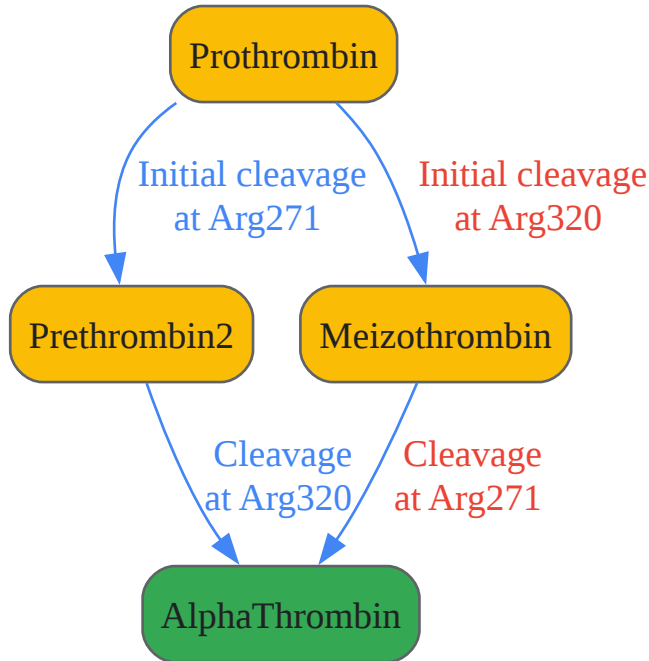 Prothrombin
Initial cleavage
at Arg271
Initial cleavage
at Arg320
Prethrombin2
Meizothrombin
Cleavage
at Arg320
Cleavage
at Arg271
AlphaThrombin